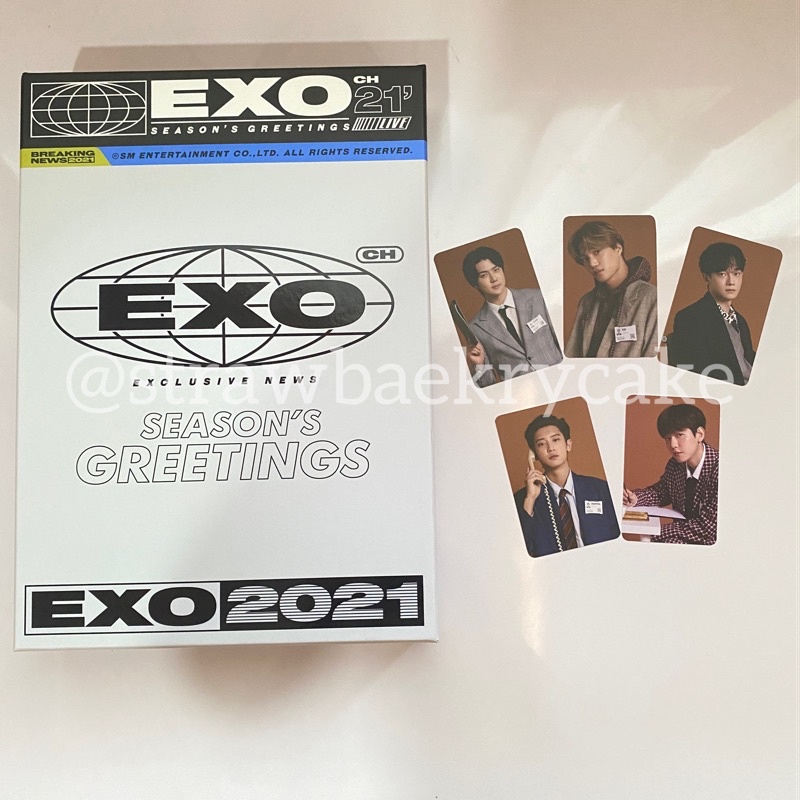 EXO
CH
21'
SEASON'S GREETINGS
LIVE
BREAKING
NEWS2021
©SM ENTERTAINMENT CO.,LTD. ALL RIGHTS RESERVED.
CH
EXO
EXCLUSIVE NEWS
SEASON'S
GREETINGS
@strawbaekrycake
EXO2021